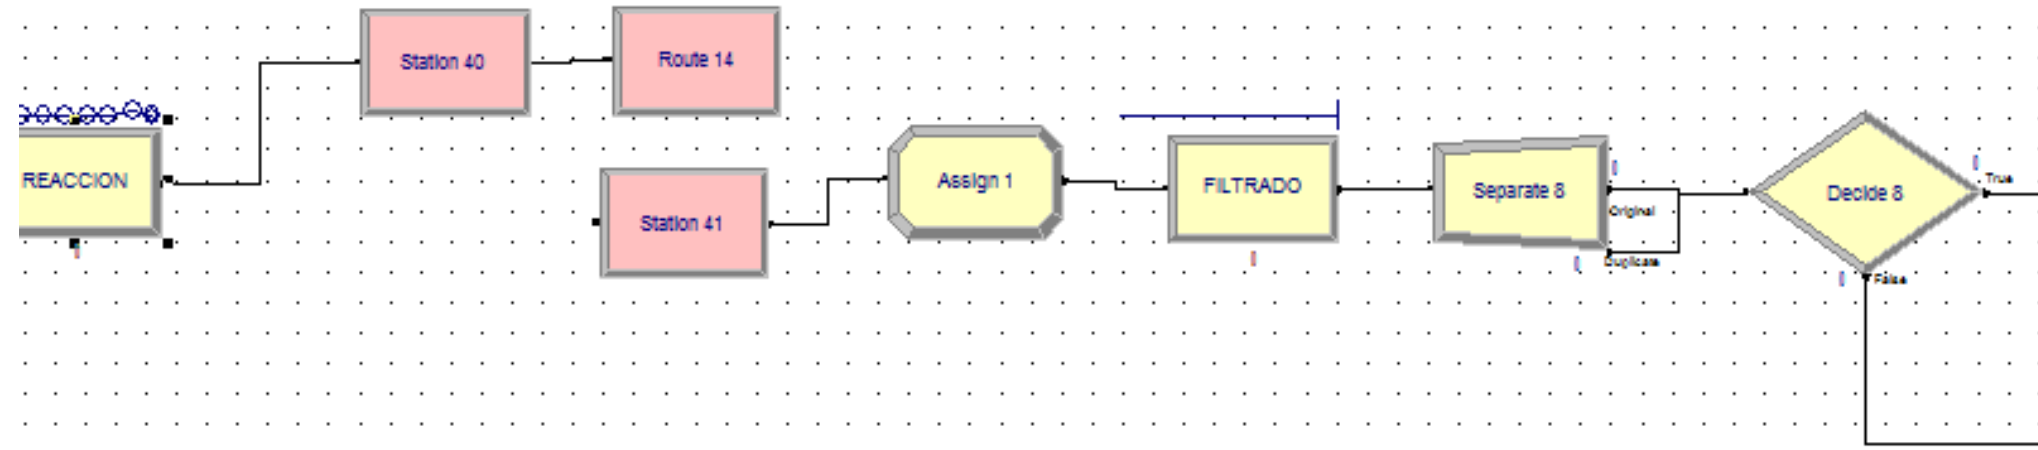 Station 40
Route 14
REACCION
Station 41
Assign 1
FILTRADO
Separate 8
Original
Duplicate
Decide 8
True
False